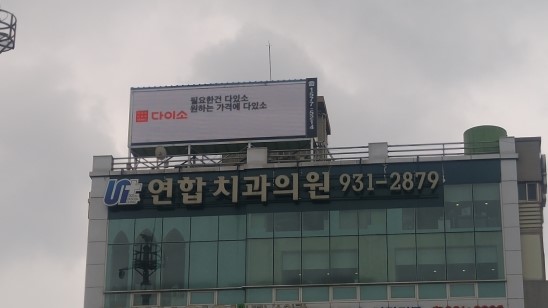 필요한건 다있소
원하는 가격에 다있소
다이소
연합 치과의원 931-2879